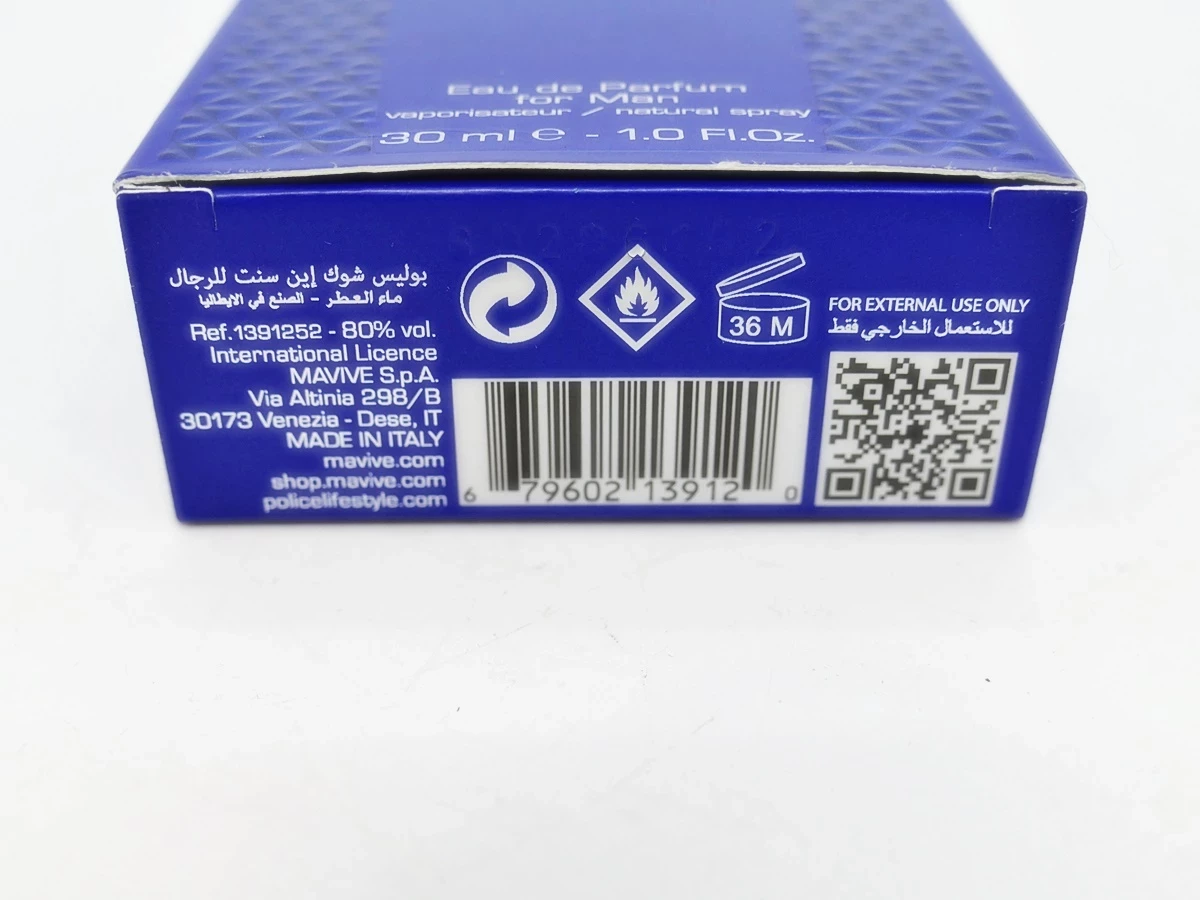 Eau de Parfum
for Man
vaporisateur / natural spray
30 ml e - 1.0 Fl.Oz.
بوليس شوك إين سنت للرجال
ماء العطر - الصنع في الايطاليا
Ref.1391252 - 80% vol.
International Licence
MAVIVE S.p.A.
Via Altinia 298/B
30173 Venezia - Dese, IT
MADE IN ITALY
mavive.com
shop.mavive.com
policelifestyle.com
36 M
6 79602 13912 0
FOR EXTERNAL USE ONLY
للاستعمال الخارجي فقط